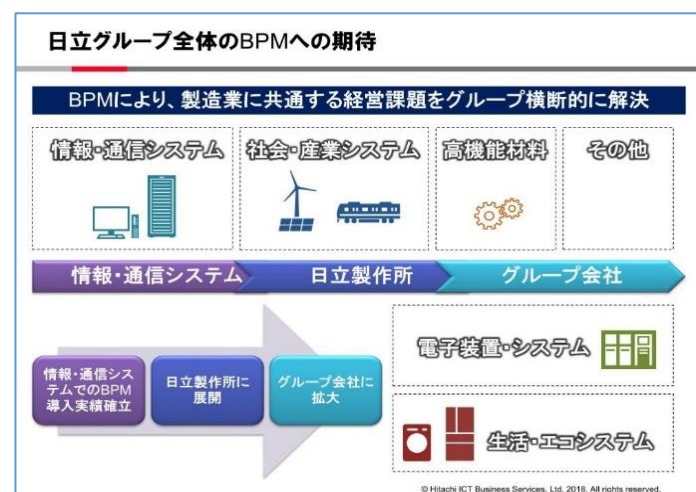 日立グループ全体のBPMへの期待
BPMにより、製造業に共通する経営課題をグループ横断的に解決
情報・通信システム
社会・産業システム
高機能材料
その他
情報・通信システム
日立製作所
グループ会社
情報・通信シス
テムでのBPM
導入実績確立
日立製作所に
展開
グループ会社に
拡大
電子装置・システム
生活・エコシステム
© Hitachi ICT Business Services, Ltd. 2018. All rights reserved.